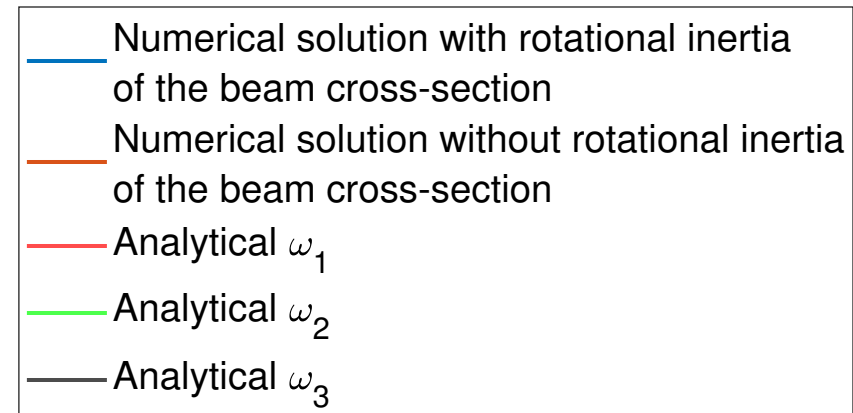 Numerical solution with rotational inertia
of the beam cross-section
Numerical solution without rotational inertia
of the beam cross-section
Analytical ω₁
Analytical ω₂
Analytical ω₃